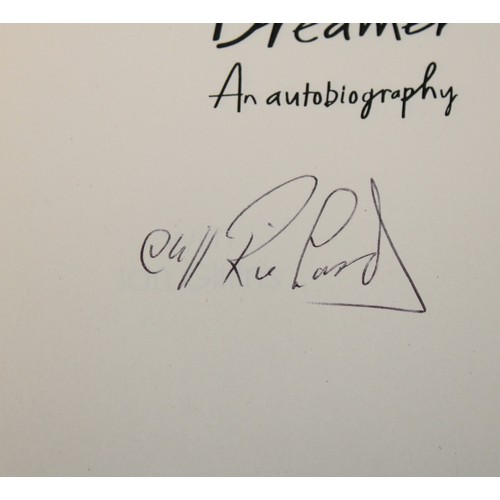 Dreamer
An autobiography
Cliff Richard